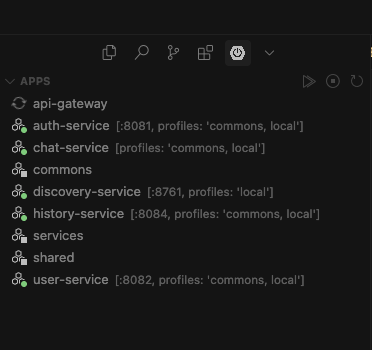 APPS
api-gateway
auth-service [:8081, profiles: 'commons, local']
chat-service [profiles: 'commons, local']
commons
discovery-service [:8761, profiles: 'local']
history-service [:8084, profiles: 'commons, local']
services
shared
user-service [:8082, profiles: 'commons, local']